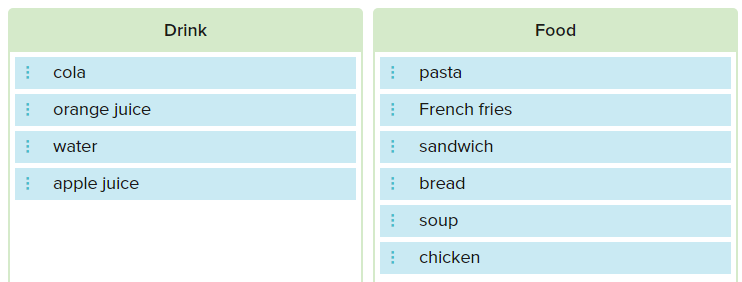 Drink
cola
orange juice
water
apple juice
Food
pasta
French fries
sandwich
bread
soup
chicken